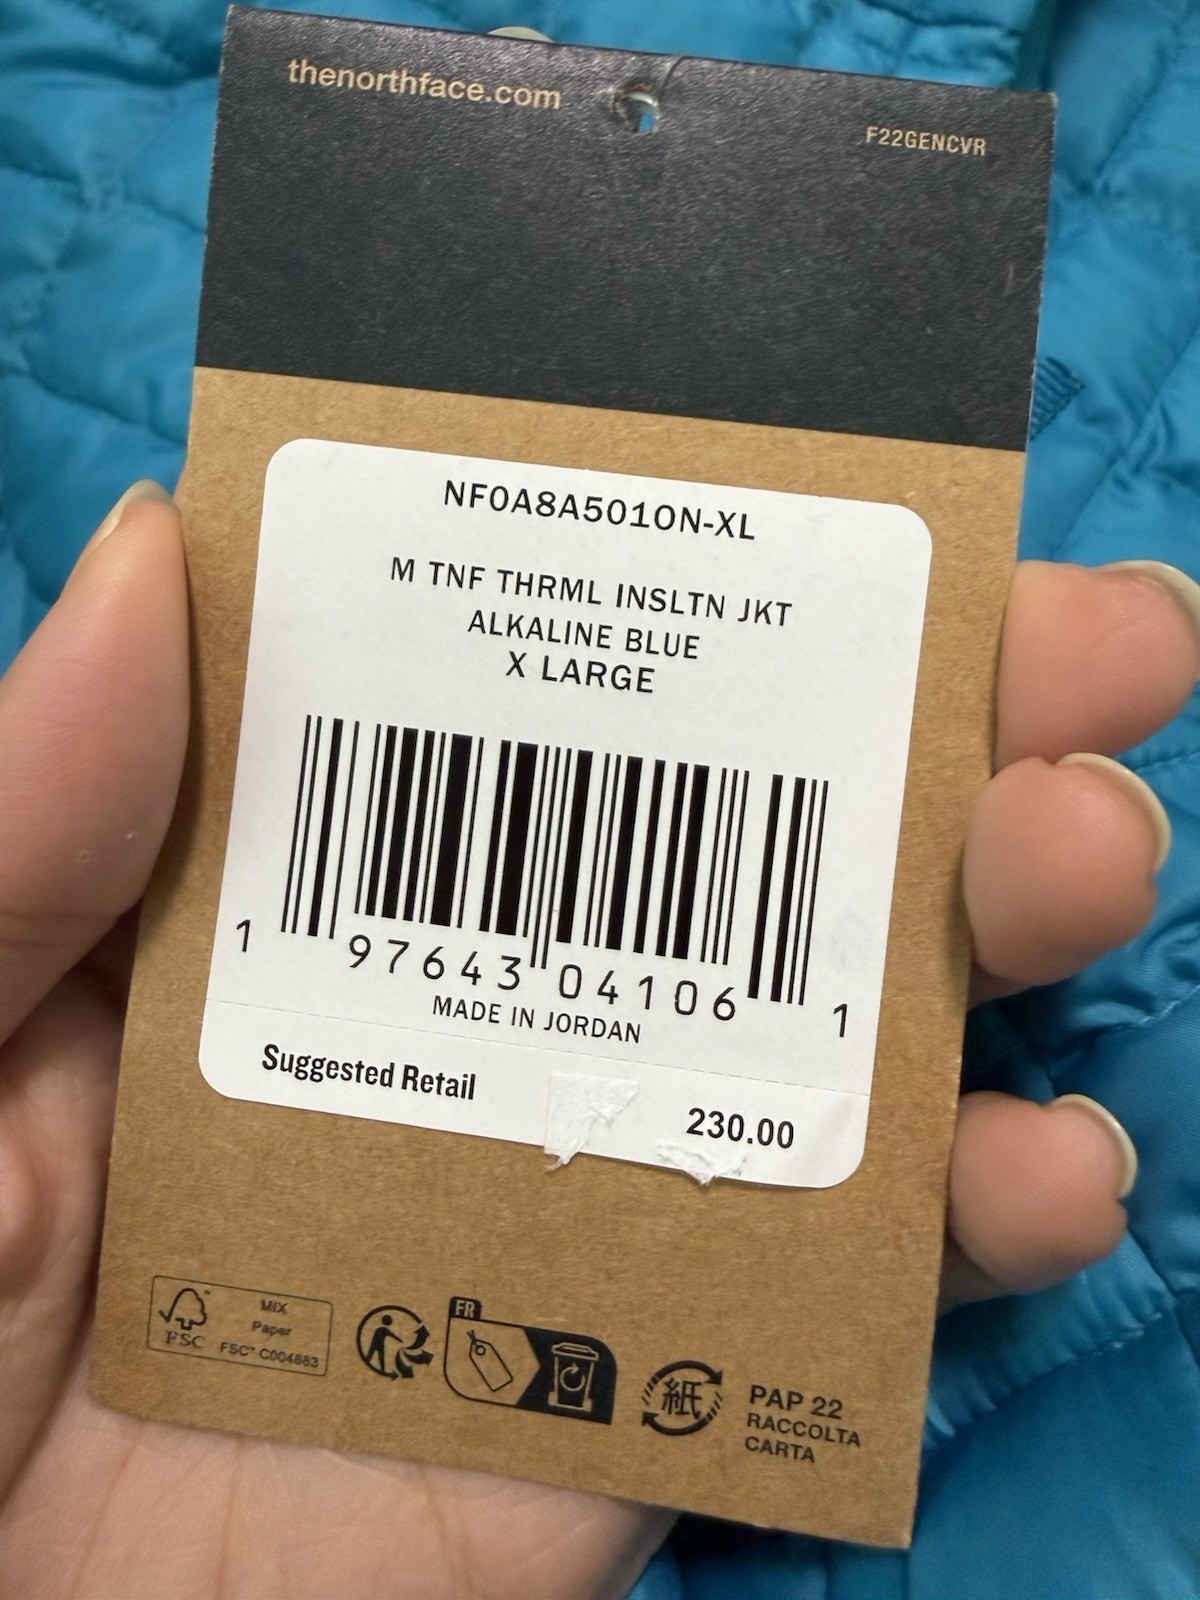 thenorthface.com
F22GENCVR
NF0A8A501ON-XL
M TNF THRML INSLTN JKT
ALKALINE BLUE
X LARGE
1 97643 04106 1
MADE IN JORDAN
Suggested Retail 230.00
FSC
MIX
Paper
FSC™ C004883
FR
紙
PAP 22
RACCOLTA
CARTA